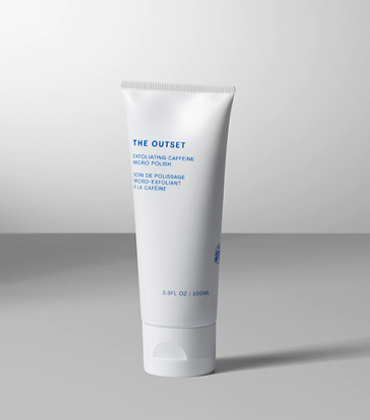 THE OUTSET
EXFOLIATING CAFFEINE
MICRO POLISH
SOIN DE POLISSAGE
MICRO-EXFOLIANT
À LA CAFÉINE
3.3FL OZ | 100ML